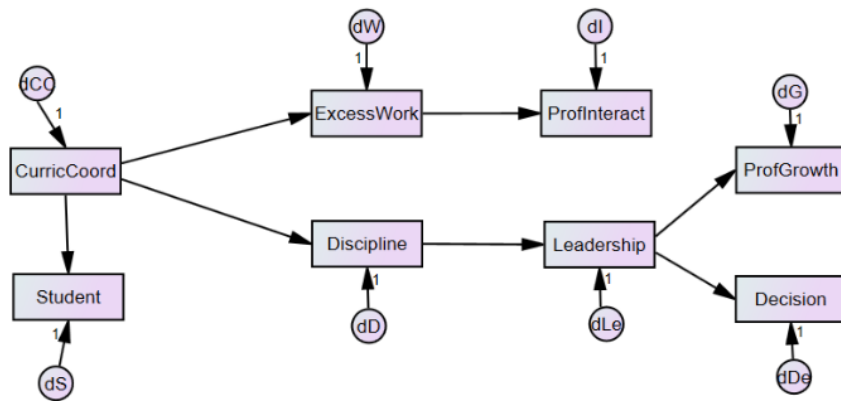 dW
dI
1
1
dCC
1
ExcessWork
ProfInteract
dG
1
CurricCoord
ProfGrowth
Discipline
Leadership
Student
1
1
Decision
1
dD
dLe
1
dS
dDe